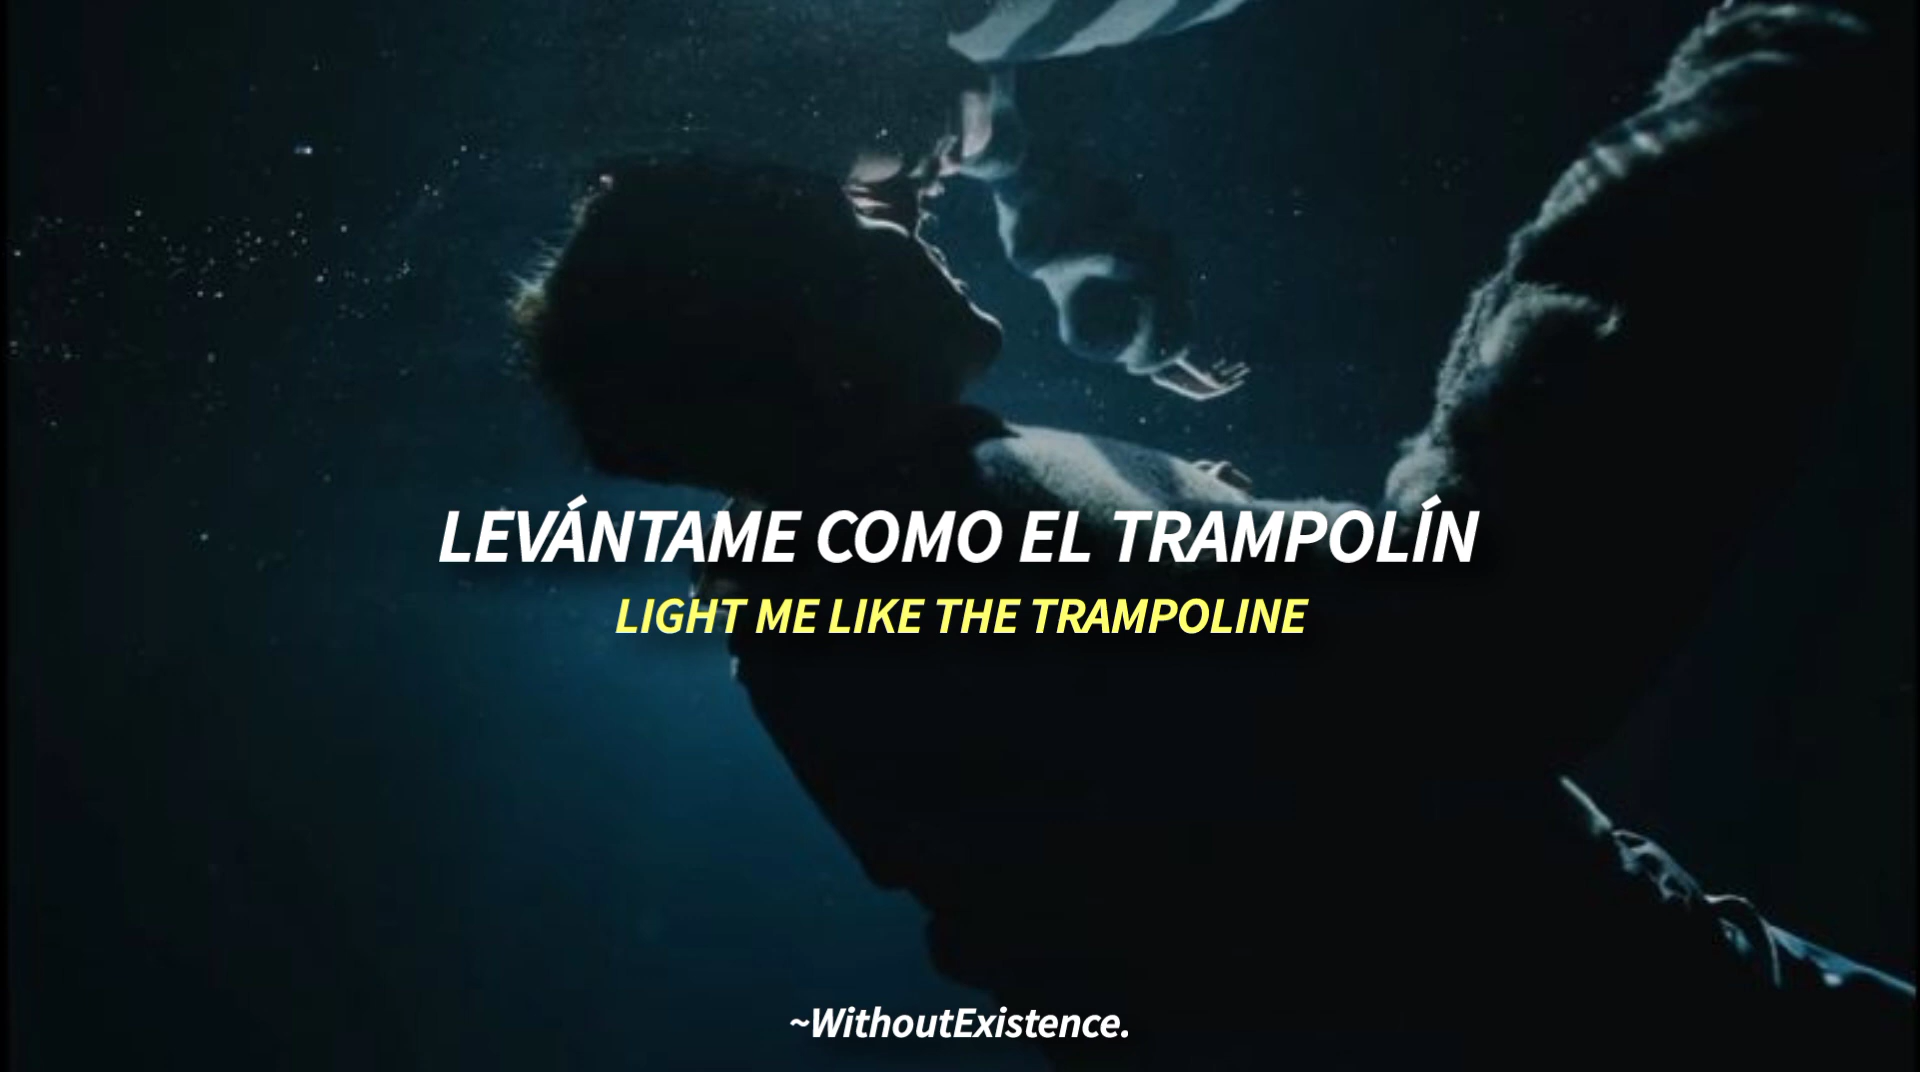 LEVÁNTAME COMO EL TRAMPOLÍN
LIGHT ME LIKE THE TRAMPOLINE
~WithoutExistence.